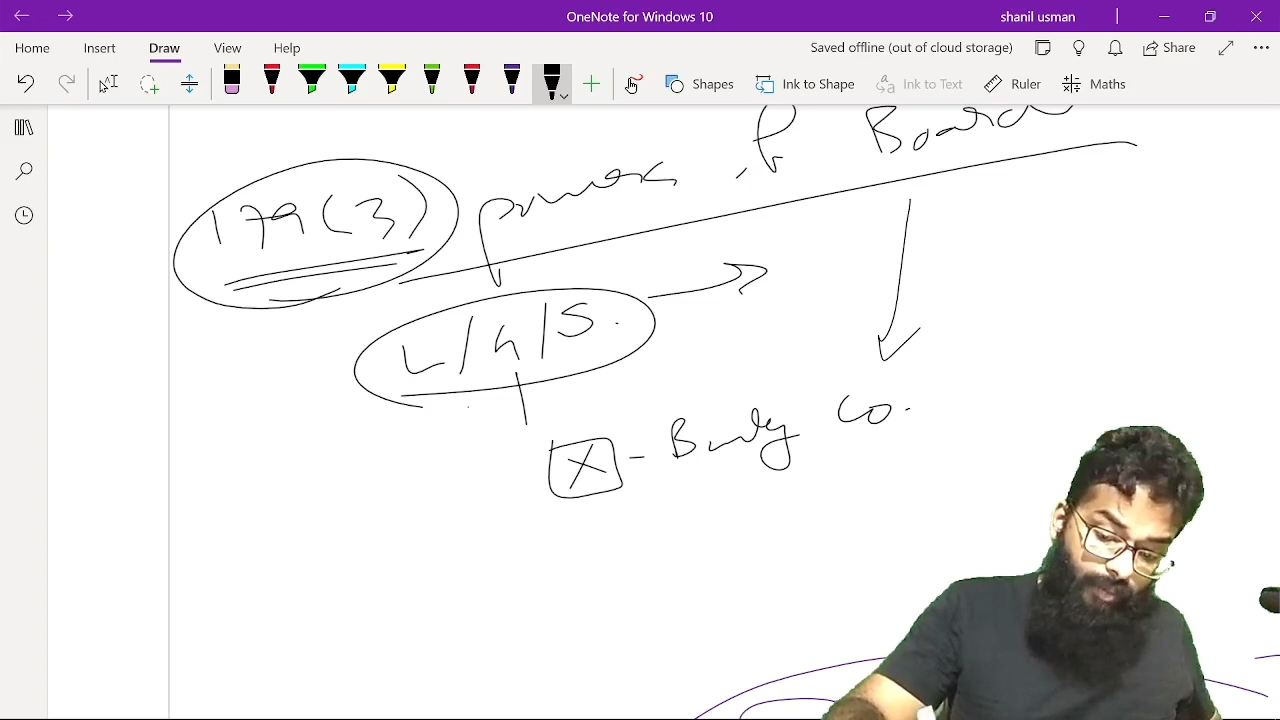 OneNote for Windows 10
shanil usman
Home Insert Draw View Help
Saved offline (out of cloud storage)
Share
Shapes
Ink to Shape
Ink to Text
Ruler
Maths
179(3) powers of Board
L/G/S.
X - Banking Co.